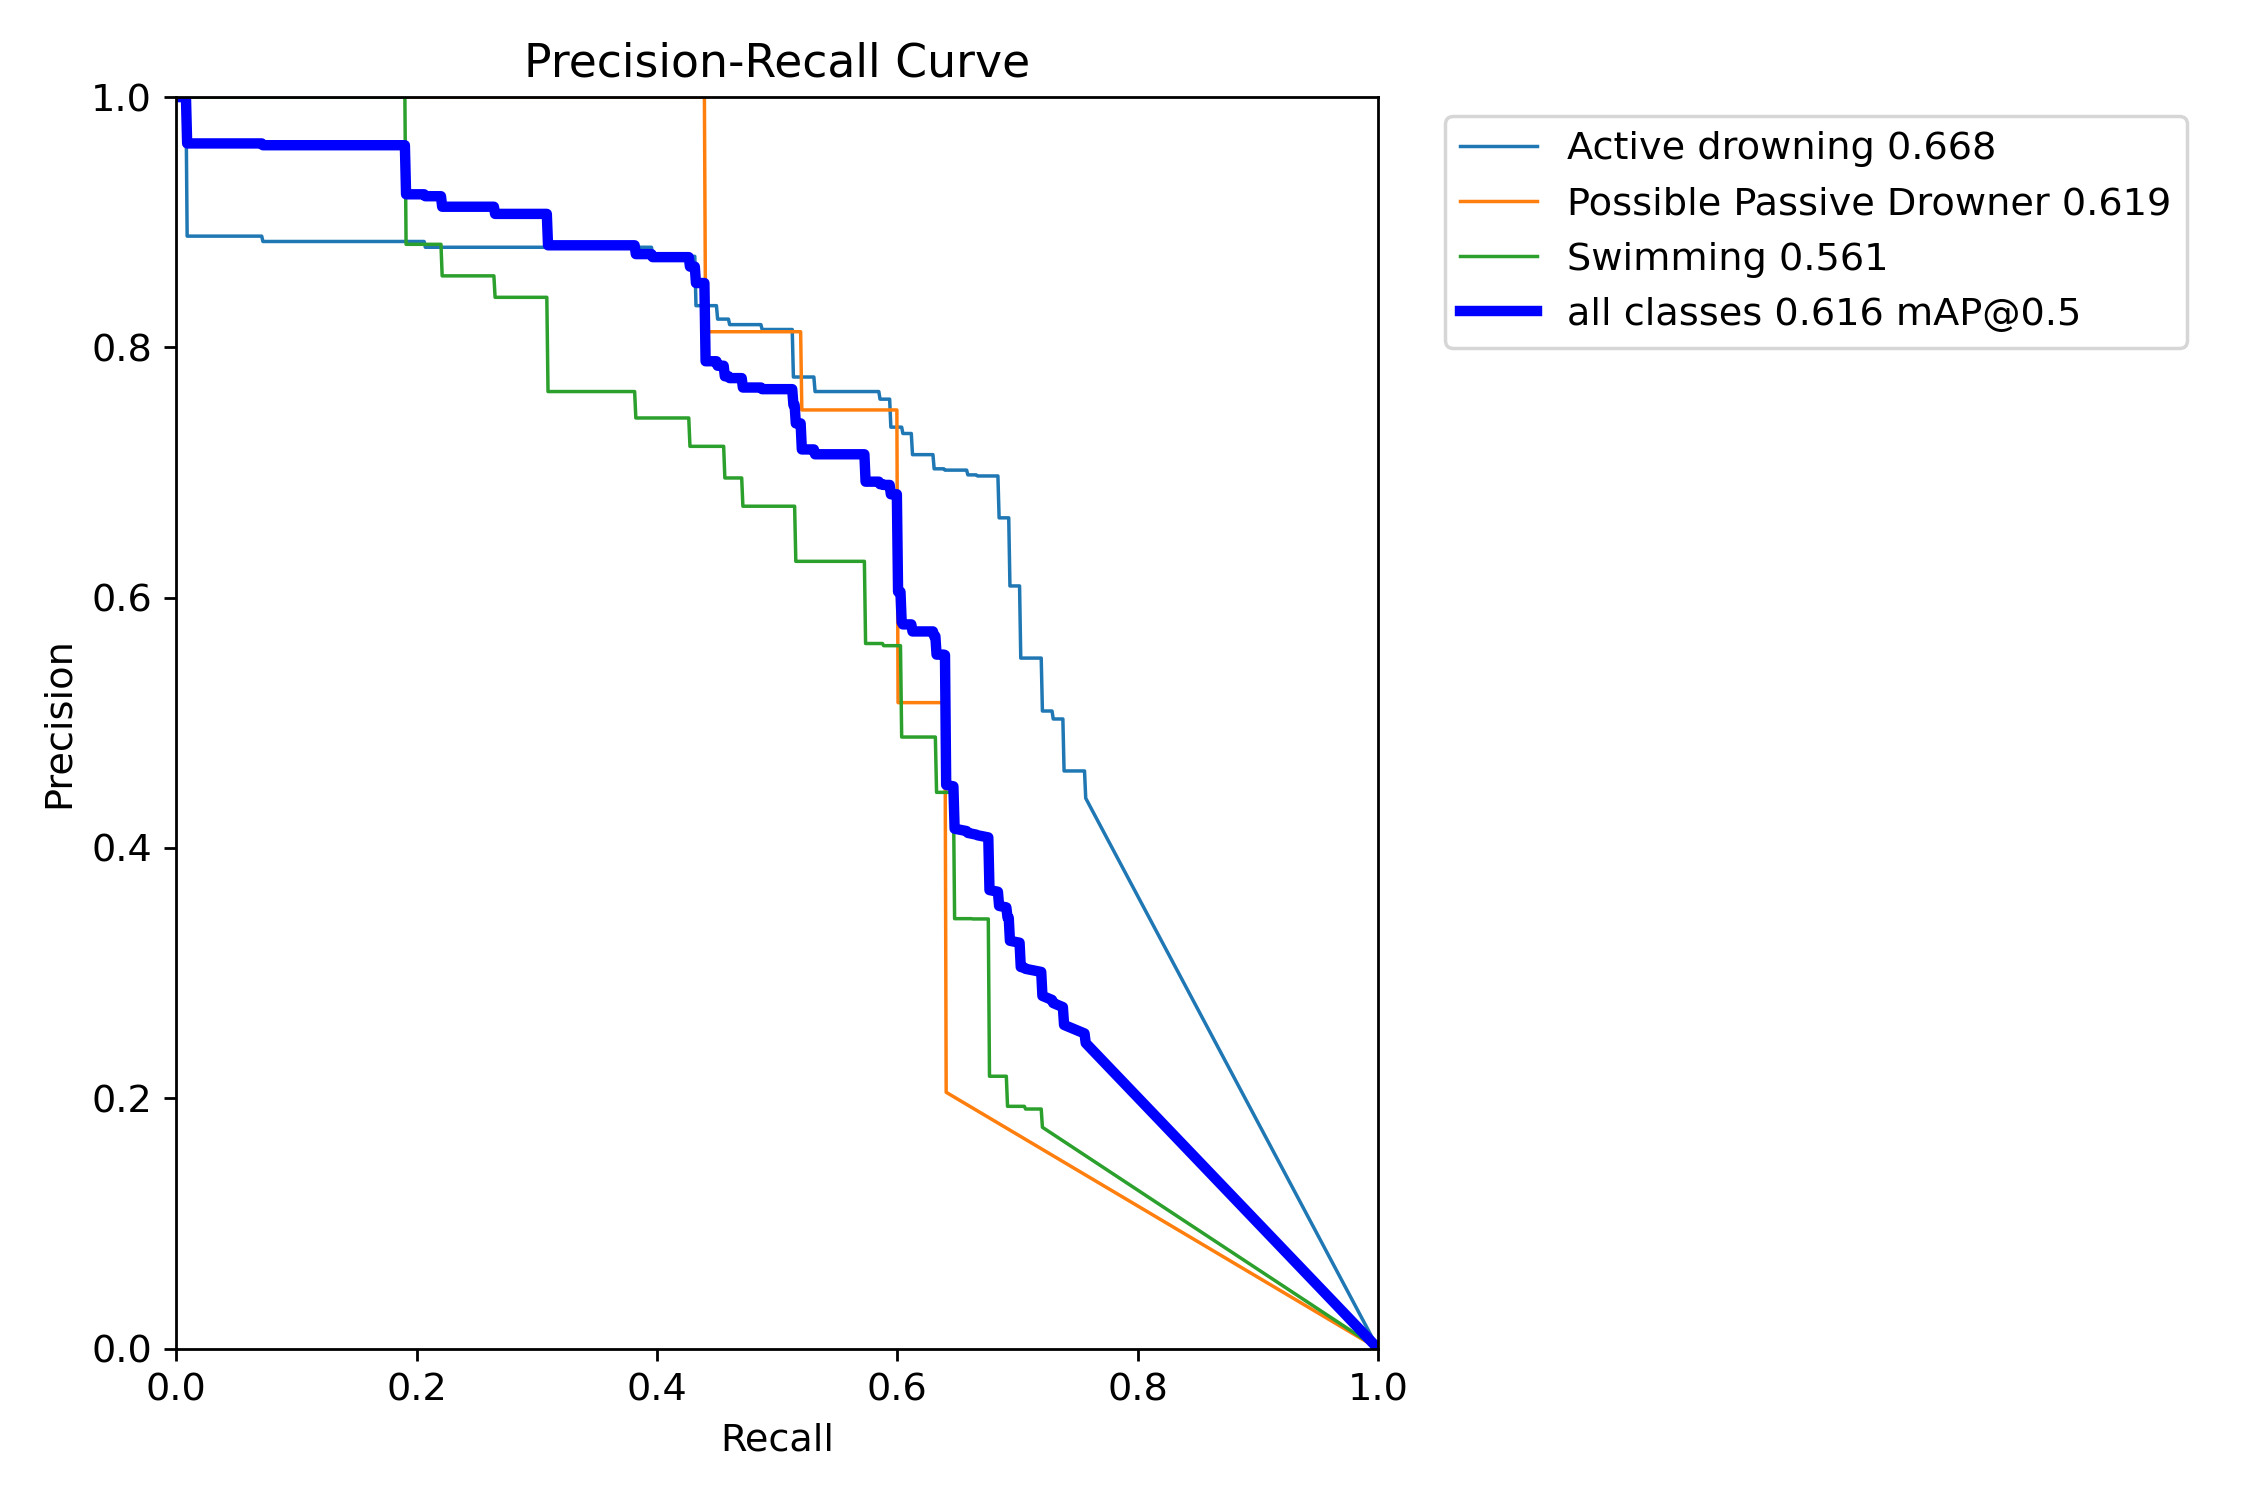 Precision-Recall Curve
1.0
0.8
0.6
0.4
0.2
0.0
Precision
0.0 0.2 0.4 0.6 0.8 1.0
Recall
Active drowning 0.668
Possible Passive Drowner 0.619
Swimming 0.561
all classes 0.616 mAP@0.5